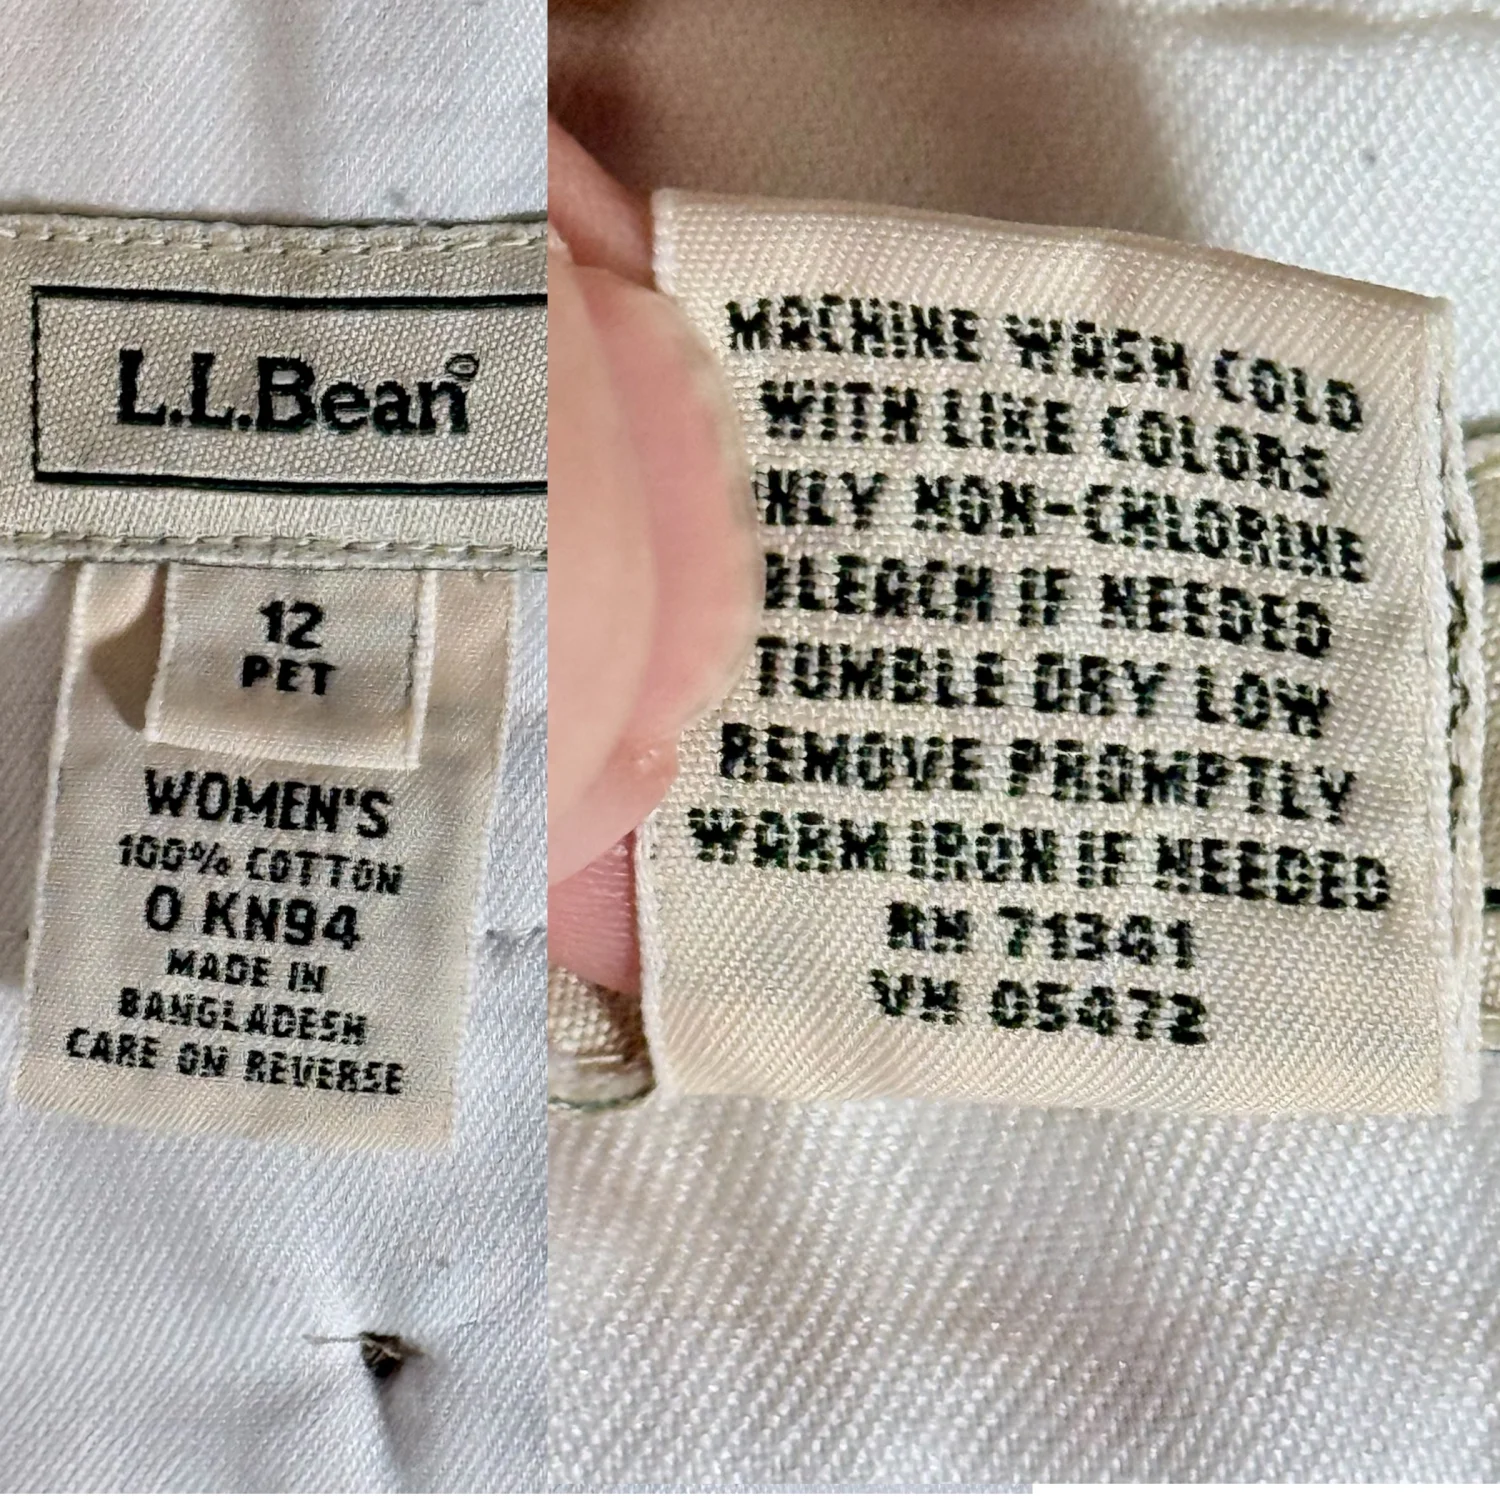 L.L.Bean®
12
PET
WOMEN'S
100% COTTON
0 KN94
MADE IN
BANGLADESH
CARE ON REVERSE
MACHINE WASH COLD
WITH LIKE COLORS
NLY NON-CHLORINE
BLEACH IF NEEDED
TUMBLE DRY LOW
REMOVE PROMPTLY
WARM IRON IF NEEDED
RN 71341
VN 05472